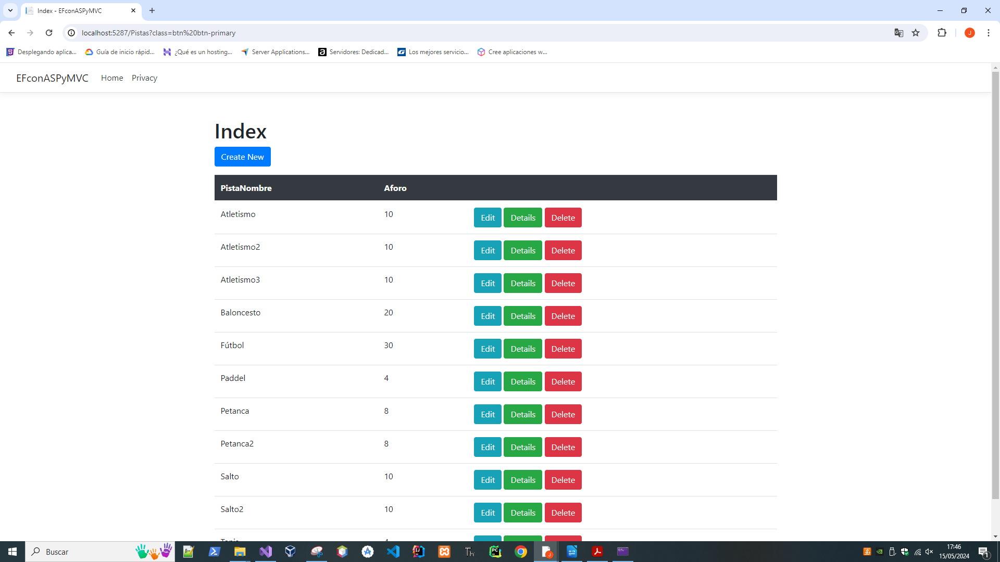 Index - EFconASPyMVC
localhost:5287/Pistas?class=btn%20btn-primary
J
Desplegando aplica...
Guía de inicio rápid...
¿Qué es un hosting...
Server Applications...
Servidores: Dedicad...
Los mejores servicio...
Cree aplicaciones w...
EFconASPyMVC Home Privacy
Index
Create New
PistaNombre Aforo
Atletismo 10 Edit Details Delete
Atletismo2 10 Edit Details Delete
Atletismo3 10 Edit Details Delete
Baloncesto 20 Edit Details Delete
Fútbol 30 Edit Details Delete
Paddel 4 Edit Details Delete
Petanca 8 Edit Details Delete
Petanca2 8 Edit Details Delete
Salto 10 Edit Details Delete
Salto2 10 Edit Details Delete
Buscar
17:46
15/05/2024
1